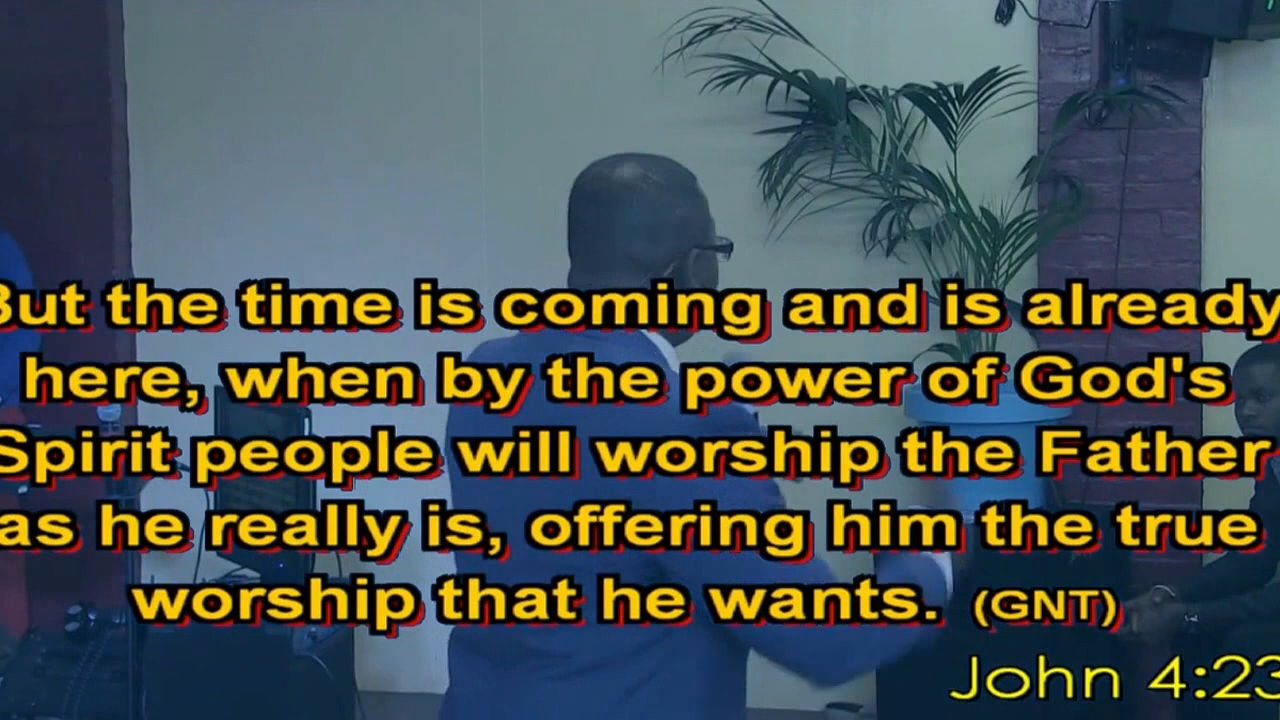 But the time is coming and is already
here, when by the power of God's
Spirit people will worship the Father
as he really is, offering him the true
worship that he wants. (GNT)
John 4:23